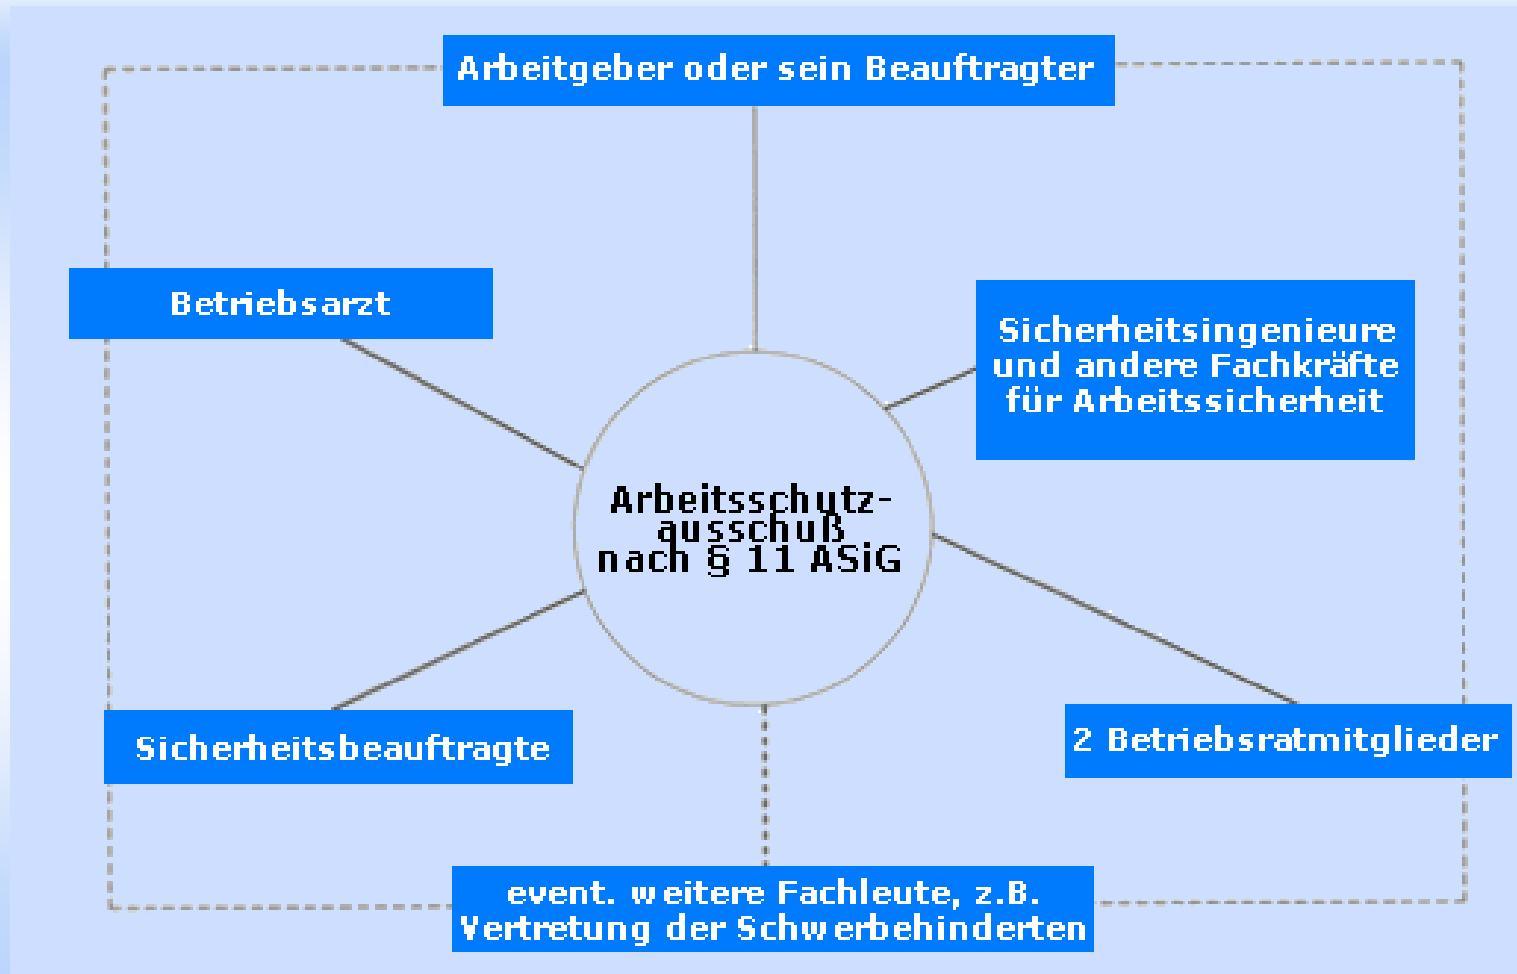 Arbeitgeber oder sein Beauftragter
Betriebsarzt
Sicherheitsingenieure
und andere Fachkräfte
für Arbeitssicherheit
Arbeitsschutz-
ausschuß
nach § 11 ASiG
Sicherheitsbeauftragte
2 Betriebsratmitglieder
event. weitere Fachleute, z.B.
Vertretung der Schwerbehinderten